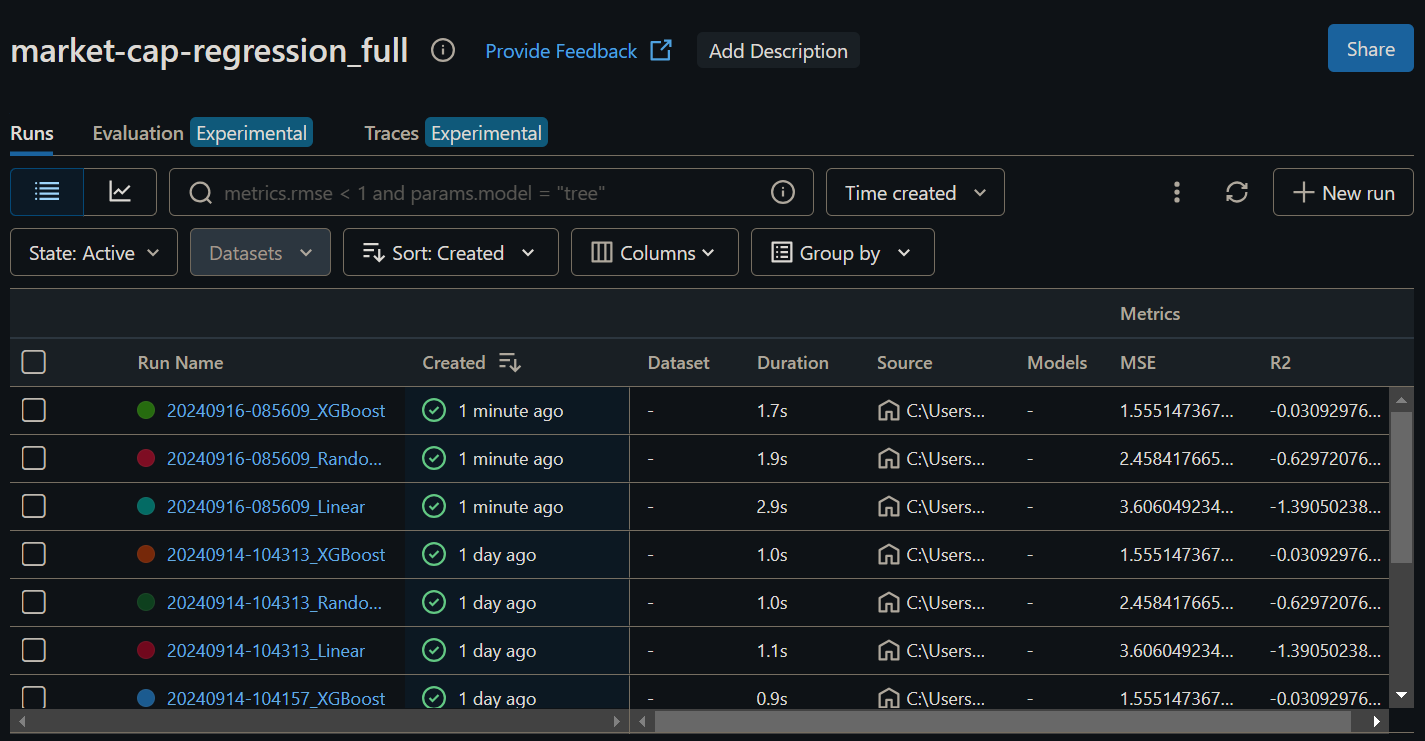 market-cap-regression_full Provide Feedback Add Description Share
Runs Evaluation Experimental Traces Experimental
metrics.rmse < 1 and params.model = "tree" Time created New run
State: Active Datasets Sort: Created Columns Group by
Metrics
Run Name Created Dataset Duration Source Models MSE R2
20240916-085609_XGBoost 1 minute ago - 1.7s C:\Users... - 1.555147367... -0.03092976...
20240916-085609_Rando... 1 minute ago - 1.9s C:\Users... - 2.458417665... -0.62972076...
20240916-085609_Linear 1 minute ago - 2.9s C:\Users... - 3.606049234... -1.39050238...
20240914-104313_XGBoost 1 day ago - 1.0s C:\Users... - 1.555147367... -0.03092976...
20240914-104313_Rando... 1 day ago - 1.0s C:\Users... - 2.458417665... -0.62972076...
20240914-104313_Linear 1 day ago - 1.1s C:\Users... - 3.606049234... -1.39050238...
20240914-104157_XGBoost 1 day ago - 0.9s C:\Users... - 1.555147367... -0.03092976...